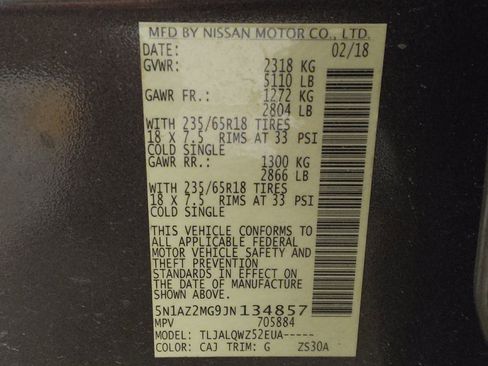 MFD BY NISSAN MOTOR CO., LTD.
DATE: 02/18
GVWR: 2318 KG
5110 LB
GAWR FR.: 1272 KG
2804 LB
WITH 235/65R18 TIRES
18 X 7.5 RIMS AT 33 PSI
COLD SINGLE
GAWR RR.: 1300 KG
2866 LB
WITH 235/65R18 TIRES
18 X 7.5 RIMS AT 33 PSI
COLD SINGLE
THIS VEHICLE CONFORMS TO
ALL APPLICABLE FEDERAL
MOTOR VEHICLE SAFETY AND
THEFT PREVENTION
STANDARDS IN EFFECT ON
THE DATE OF MANUFACTURE
SHOWN ABOVE.
5N1AZ2MG9JN134857
MPV 705884
MODEL: TLJALQWZ52EUA-----
COLOR: CAJ TRIM: G ZS30A